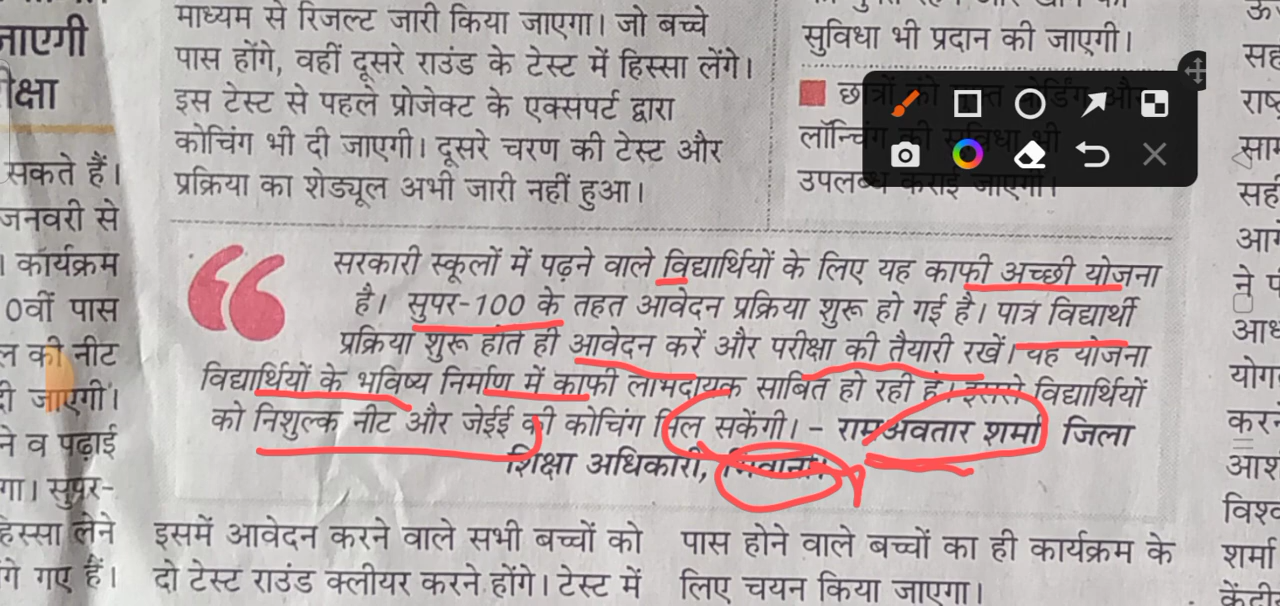 जाएगी
सकते हैं।
जनवरी से
कार्यक्रम
0वीं पास
की नीट
जाएगी।
ने व पढ़ाई
गा। सुपर-
हिस्सा लेने
गे गए हैं।
माध्यम से रिजल्ट जारी किया जाएगा। जो बच्चे
पास होंगे, वहीं दूसरे राउंड के टेस्ट में हिस्सा लेंगे।
इस टेस्ट से पहले प्रोजेक्ट के एक्सपर्ट द्वारा
कोचिंग भी दी जाएगी। दूसरे चरण की टेस्ट और
प्रक्रिया का शेड्यूल अभी जारी नहीं हुआ।
सुविधा भी प्रदान की जाएगी।
छात्रों को मुफ्त बोर्डिंग और
लॉन्चिंग की सुविधा भी
उपलब्ध कराई जाएगी।
सरकारी स्कूलों में पढ़ने वाले विद्यार्थियों के लिए यह काफी अच्छी योजना
है। सुपर-100 के तहत आवेदन प्रक्रिया शुरू हो गई है। पात्र विद्यार्थी
प्रक्रिया शुरू होते ही आवेदन करें और परीक्षा की तैयारी रखें। यह योजना
विद्यार्थियों के भविष्य निर्माण में काफी लाभदायक साबित हो रही है। इससे विद्यार्थियों
को निशुल्क नीट और जेईई की कोचिंग मिल सकेंगी। - रामअवतार शर्मा जिला
शिक्षा अधिकारी, भिवानी।
इसमें आवेदन करने वाले सभी बच्चों को
दो टेस्ट राउंड क्लीयर करने होंगे। टेस्ट में
पास होने वाले बच्चों का ही कार्यक्रम के
लिए चयन किया जाएगा।
शर्मा